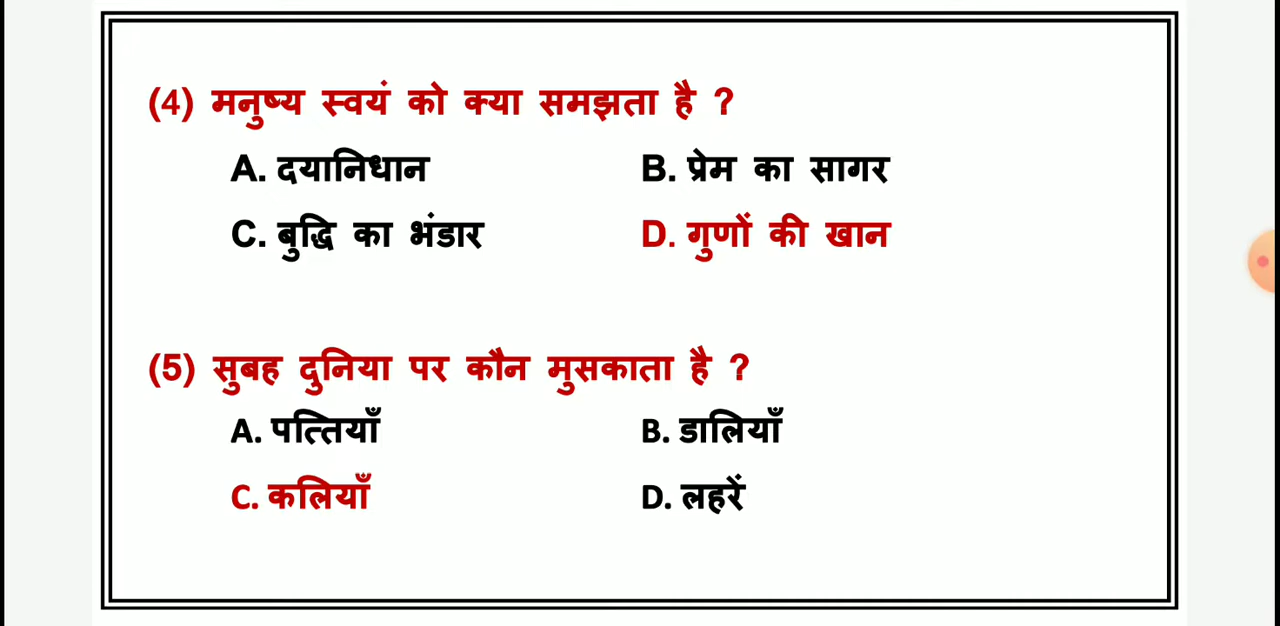 (4) मनुष्य स्वयं को क्या समझता है ?
A. दयानिधान B. प्रेम का सागर
C. बुद्धि का भंडार D. गुणों की खान
(5) सुबह दुनिया पर कौन मुसकाता है ?
A. पत्तियाँ B. डालियाँ
C. कलियाँ D. लहरें